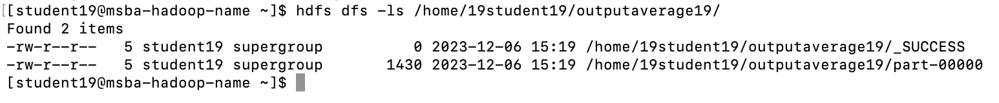 [student19@msba-hadoop-name ~]$ hdfs dfs -ls /home/19student19/outputaverage19/
Found 2 items
-rw-r--r--   5 student19 supergroup          0 2023-12-06 15:19 /home/19student19/outputaverage19/_SUCCESS
-rw-r--r--   5 student19 supergroup       1430 2023-12-06 15:19 /home/19student19/outputaverage19/part-00000
[student19@msba-hadoop-name ~]$